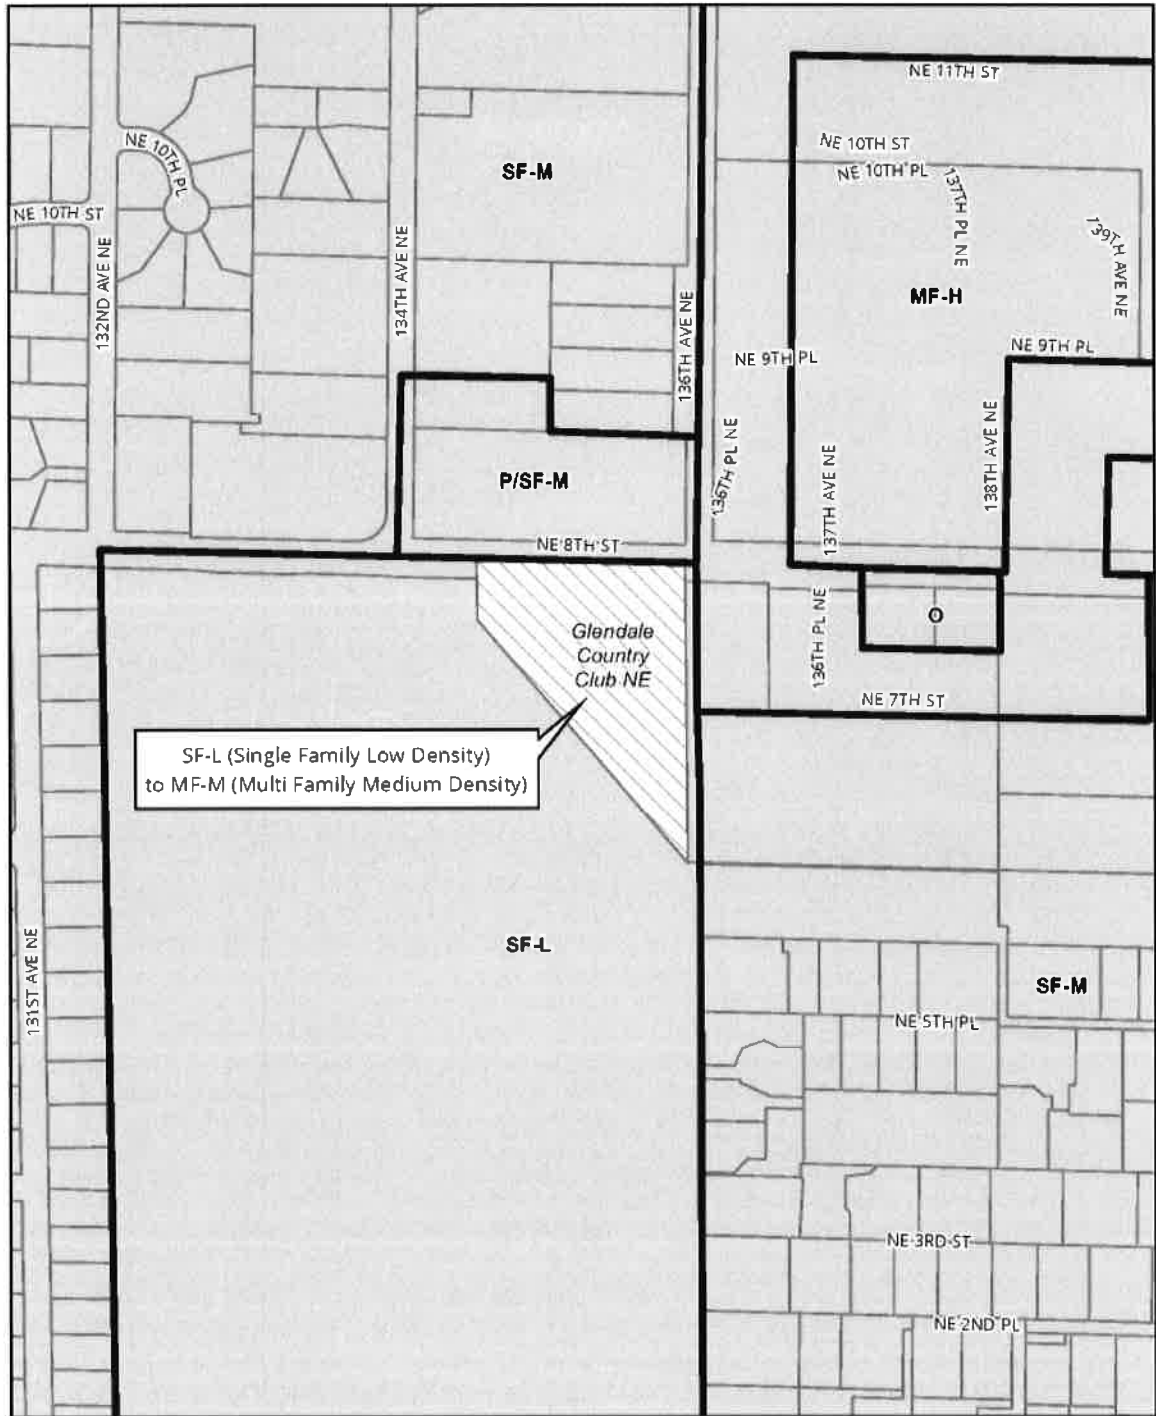 NE 11TH ST
NE 10TH ST
NE 10TH PL
137TH PL NE
139TH AVE NE
NE 10TH PL
SF-M
NE 10TH ST
132ND AVE NE
134TH AVE NE
136TH AVE NE
MF-H
NE 9TH PL
NE 9TH PL
136TH PL NE
137TH AVE NE
138TH AVE NE
P/SF-M
NE 8TH ST
136TH PL NE
O
Glendale
Country
Club NE
NE 7TH ST
SF-L (Single Family Low Density)
to MF-M (Multi Family Medium Density)
131ST AVE NE
SF-L
SF-M
NE 5TH PL
NE 3RD ST
NE 2ND PL